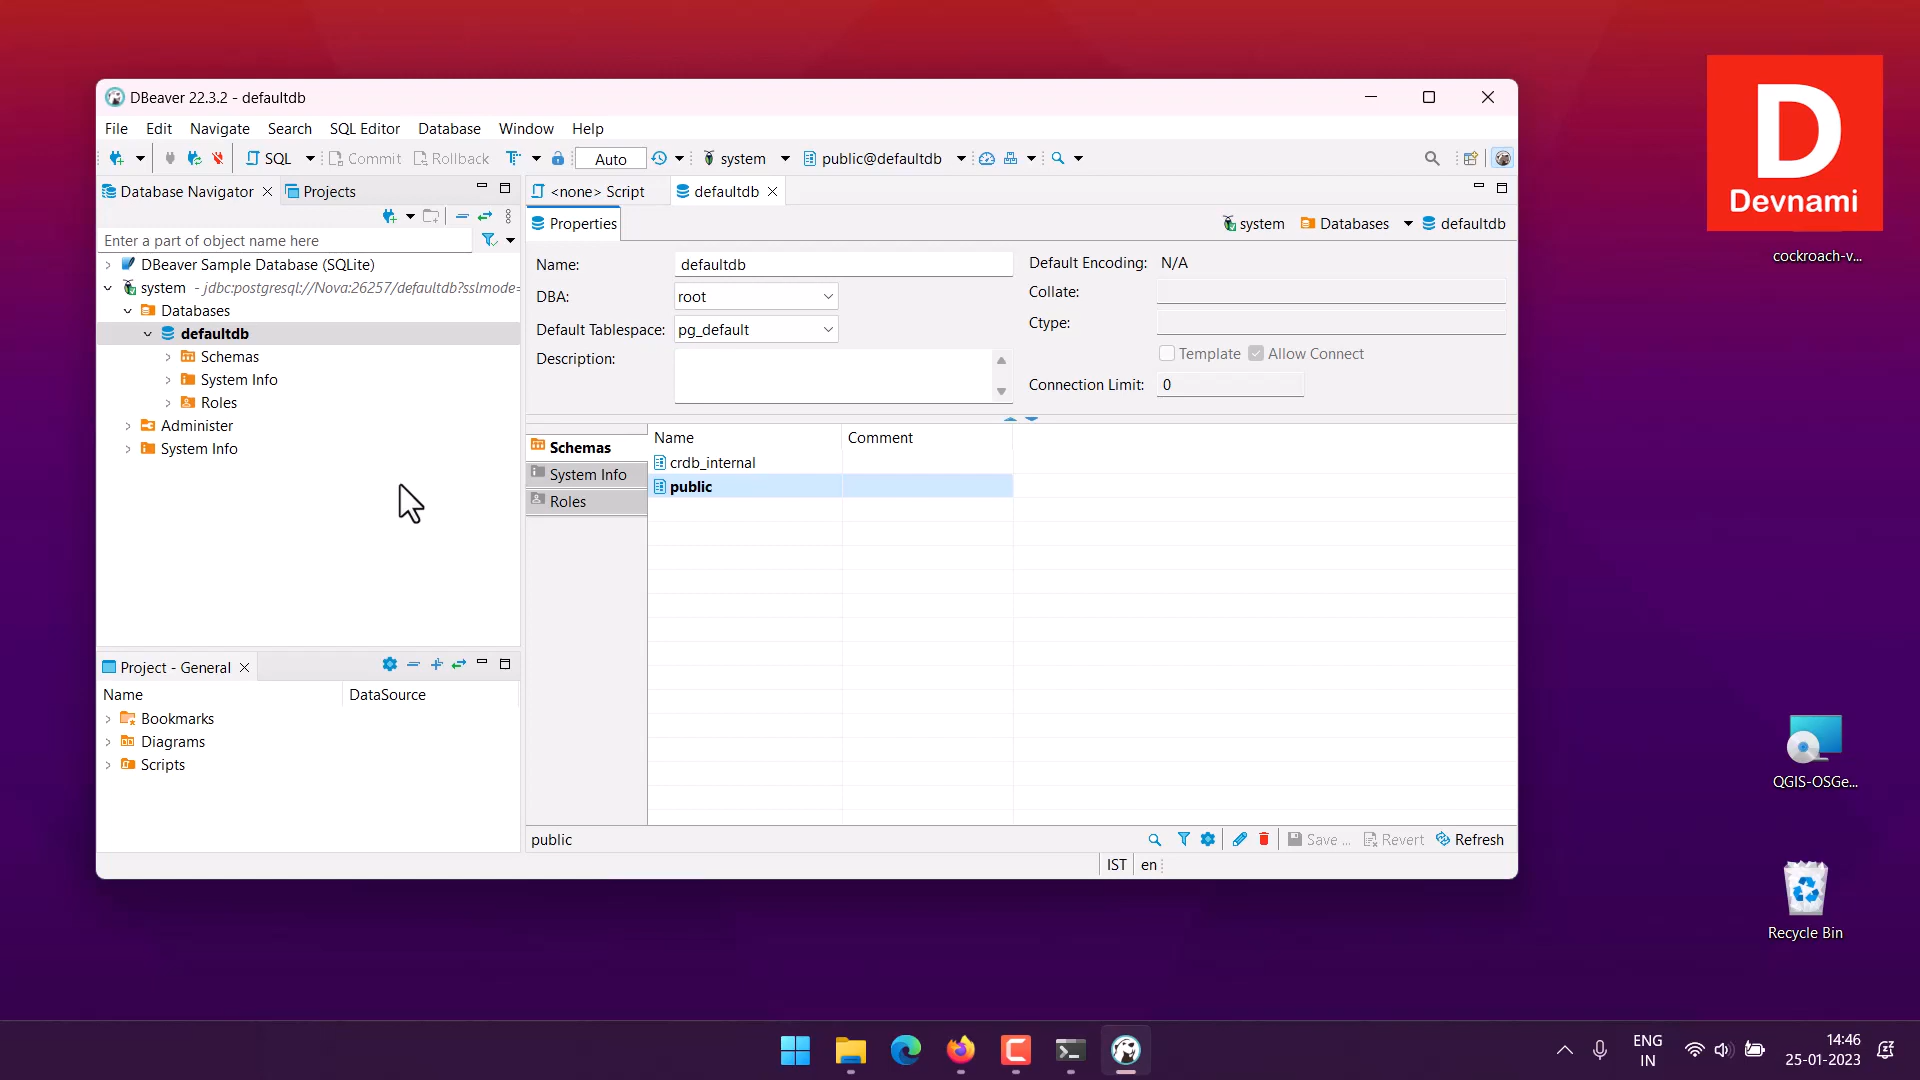 DBeaver 22.3.2 - defaultdb
File Edit Navigate Search SQL Editor Database Window Help
SQL Commit Rollback Auto system public@defaultdb
Database Navigator Projects
<none> Script defaultdb
Enter a part of object name here
DBeaver Sample Database (SQLite)
system - jdbc:postgresql://Nova:26257/defaultdb?sslmode=
Databases
defaultdb
Schemas
System Info
Roles
Administer
System Info
Properties
system Databases defaultdb
Name: defaultdb
DBA: root
Default Tablespace: pg_default
Description:
Default Encoding: N/A
Collate:
Ctype:
Template Allow Connect
Connection Limit: 0
Schemas
System Info
Roles
Name Comment
crdb_internal
public
Project - General
Name DataSource
Bookmarks
Diagrams
Scripts
public
Save ... Revert Refresh
IST en
D
Devnami
cockroach-v...
QGIS-OSGe...
Recycle Bin
ENG
IN
14:46
25-01-2023